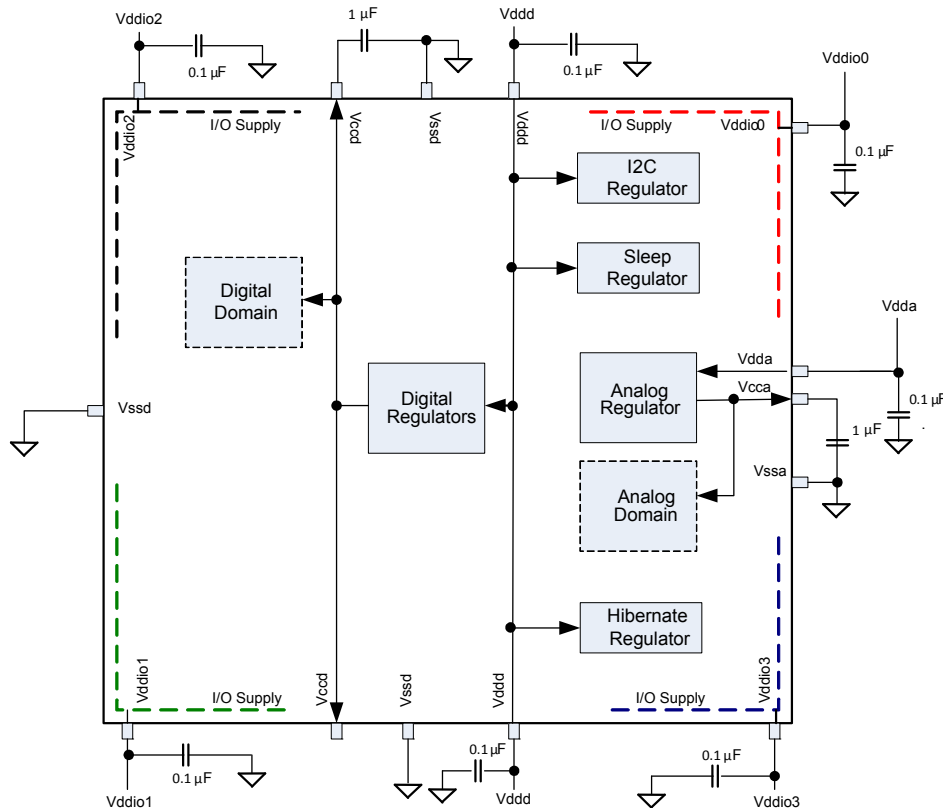 Vddio2
1 µF
Vddd
0.1 µF
0.1 µF
Vddio0
0.1 µF
Vddio2
I/O Supply
Vccd
Vssd
Vddd
I/O Supply
Vddio0
I2C
Regulator
Sleep
Regulator
Digital
Domain
Vdda
Vdda
Vcca
Analog
Regulator
Digital
Regulators
0.1 µF
.
1 µF
Vssd
Vssa
Analog
Domain
Hibernate
Regulator
Vddio1
I/O Supply
Vccd
Vssd
Vddd
I/O Supply
Vddio3
0.1 µF
0.1 µF
0.1 µF
Vddio1
Vddd
Vddio3